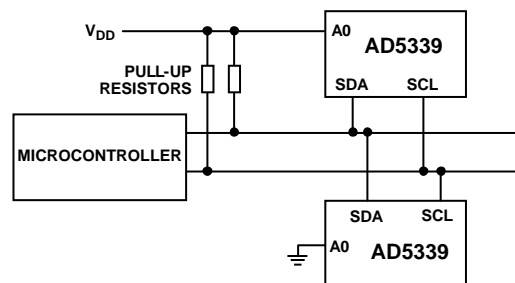 VDD
A0
AD5339
PULL-UP
RESISTORS
SDA
SCL
MICROCONTROLLER
SDA
SCL
A0
AD5339